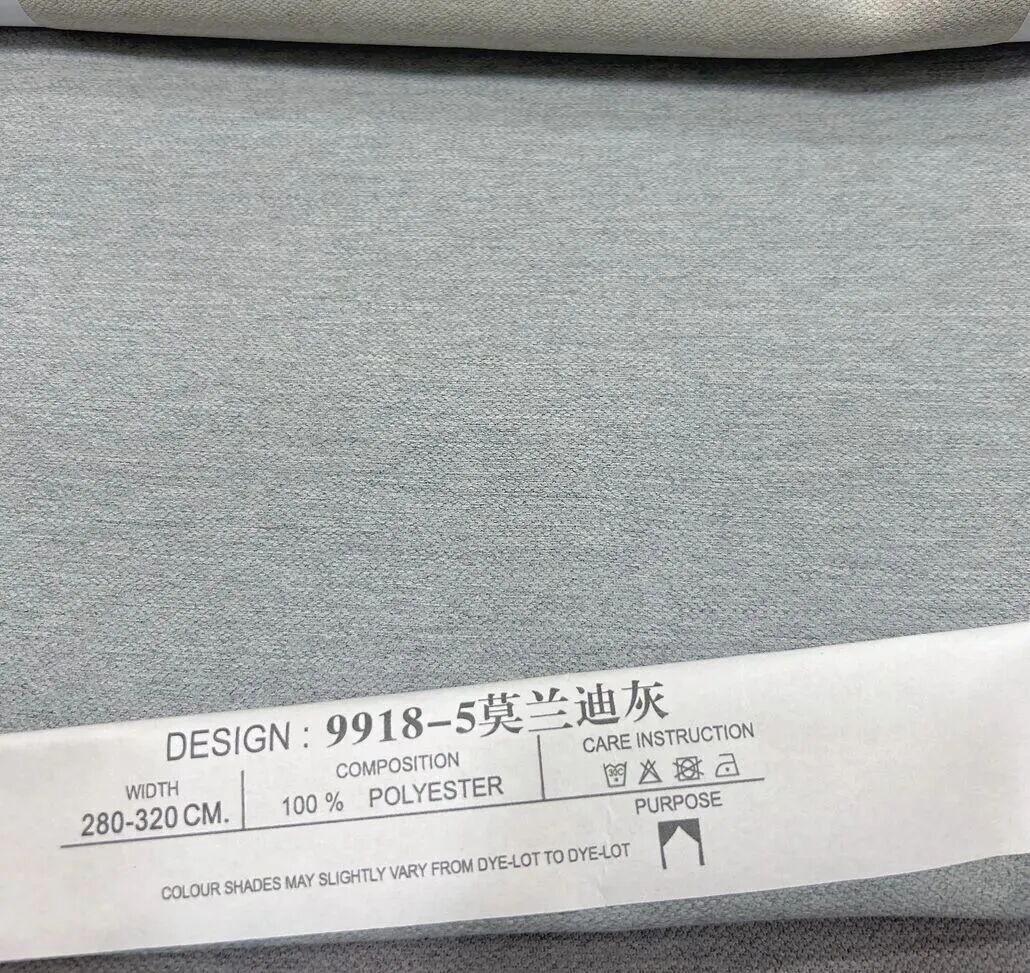 DESIGN : 9918-5莫兰迪灰
WIDTH
280-320 CM.
COMPOSITION
100 % POLYESTER
CARE INSTRUCTION
30C
PURPOSE
COLOUR SHADES MAY SLIGHTLY VARY FROM DYE-LOT TO DYE-LOT